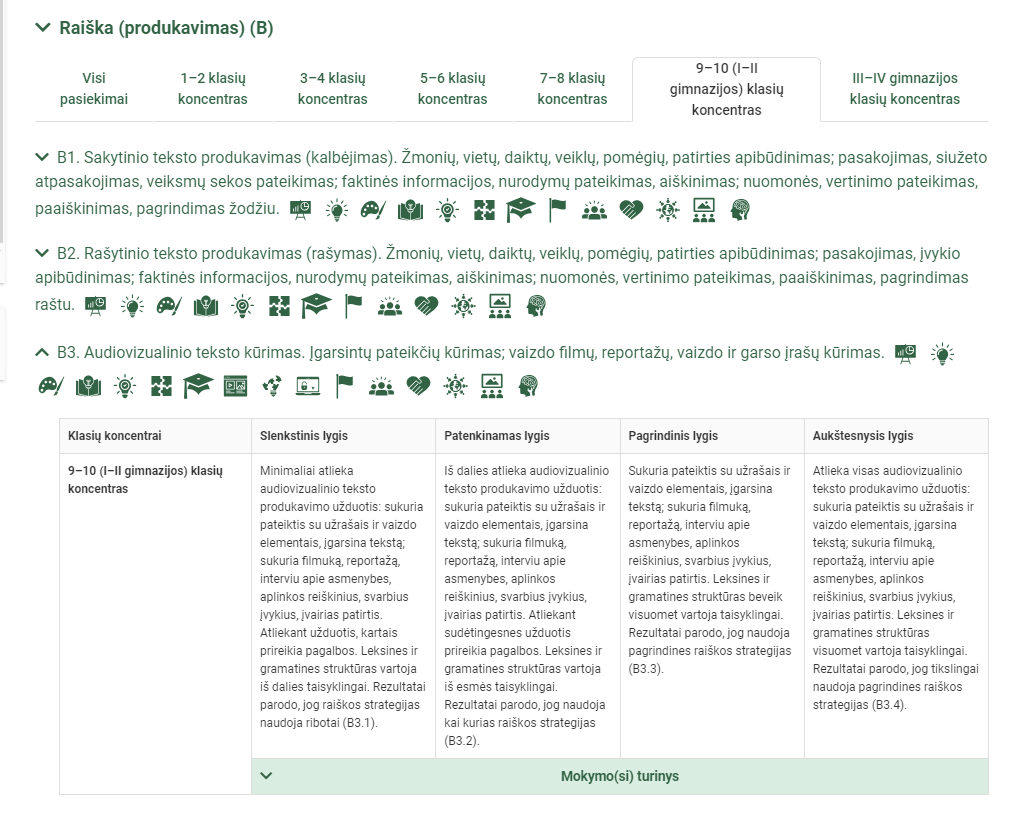 Raiška (produkavimas) (B)
Visi pasiekimai
1–2 klasių koncentras
3–4 klasių koncentras
5–6 klasių koncentras
7–8 klasių koncentras
9–10 (I–II gimnazijos) klasių koncentras
III–IV gimnazijos klasių koncentras
B1. Sakytinio teksto produkavimas (kalbėjimas). Žmonių, vietų, daiktų, veiklų, pomėgių, patirties apibūdinimas; pasakojimas, siužeto
atpasakojimas, veiksmų sekos pateikimas; faktinės informacijos, nurodymų pateikimas, aiškinimas; nuomonės, vertinimo pateikimas,
paaiškinimas, pagrindimas žodžiu.
B2. Rašytinio teksto produkavimas (rašymas). Žmonių, vietų, daiktų, veiklų, pomėgių, patirties apibūdinimas; pasakojimas, įvykio
apibūdinimas; faktinės informacijos, nurodymų pateikimas, aiškinimas; nuomonės, vertinimo pateikimas, paaiškinimas, pagrindimas
raštu.
B3. Audiovizualinio teksto kūrimas. Įgarsintų pateikčių kūrimas; vaizdo filmų, reportažų, vaizdo ir garso įrašų kūrimas.
Klasių koncentrai
Slenkstinis lygis
Patenkinamas lygis
Pagrindinis lygis
Aukštesnysis lygis
9–10 (I–II gimnazijos) klasių
koncentras
Minimaliai atlieka
audiovizualinio teksto
produkavimo užduotis: sukuria
pateiktis su užrašais ir vaizdo
elementais, įgarsina tekstą;
sukuria filmuką, reportažą,
interviu apie asmenybes,
aplinkos reiškinius, svarbius
įvykius, įvairias patirtis.
Atliekant užduotis, kartais
prireikia pagalbos. Leksines ir
gramatines struktūras vartoja
iš dalies taisyklingai. Rezultatai
parodo, jog raiškos strategijas
naudoja ribotai (B3.1).
Iš dalies atlieka audiovizualinio
teksto produkavimo užduotis:
sukuria pateiktis su užrašais ir
vaizdo elementais, įgarsina
tekstą; sukuria filmuką,
reportažą, interviu apie
asmenybes, aplinkos
reiškinius, svarbius įvykius,
įvairias patirtis. Atliekant
sudėtingesnes užduotis
prireikia pagalbos. Leksines ir
gramatines struktūras vartoja
iš esmės taisyklingai.
Rezultatai parodo, jog naudoja
kai kurias raiškos strategijas
(B3.2).
Sukuria pateiktis su užrašais ir
vaizdo elementais, įgarsina
tekstą; sukuria filmuką,
reportažą, interviu apie
asmenybes, aplinkos
reiškinius, svarbius įvykius,
įvairias patirtis. Leksines ir
gramatines struktūras beveik
visuomet vartoja taisyklingai.
Rezultatai parodo, jog naudoja
pagrindines raiškos strategijas
(B3.3).
Atlieka visas audiovizualinio
teksto produkavimo užduotis:
sukuria pateiktis su užrašais ir
vaizdo elementais, įgarsina
tekstą; sukuria filmuką,
reportažą, interviu apie
asmenybes, aplinkos
reiškinius, svarbius įvykius,
įvairias patirtis. Leksines ir
gramatines struktūras
visuomet vartoja taisyklingai.
Rezultatai parodo, jog tikslingai
naudoja pagrindines raiškos
strategijas (B3.4).
Mokymo(si) turinys